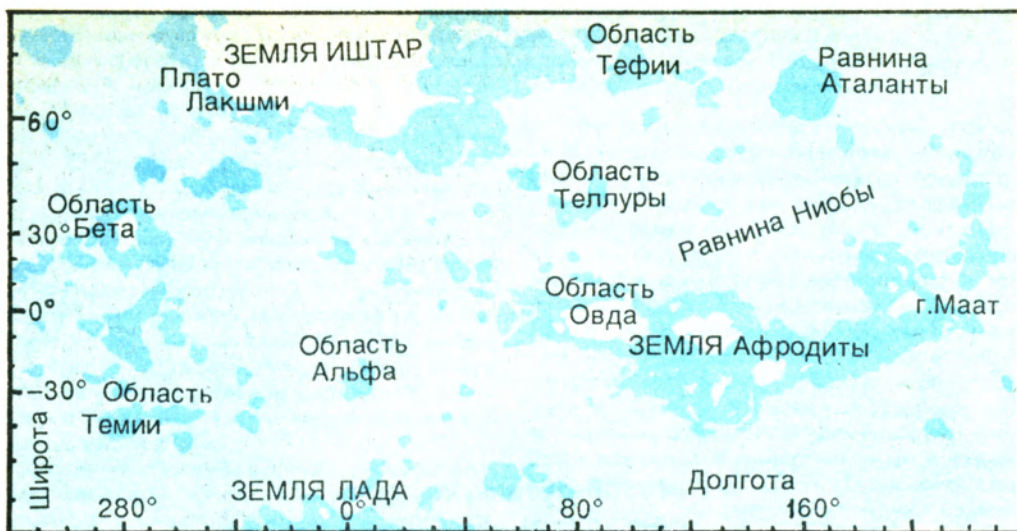 ЗЕМЛЯ ИШТАР
Область
Тефии
Равнина
Аталанты
Плато
Лакшми
60°
Область
Теллуры
Равнина Ниобы
Область
Бета
30°
Область
Овда
0°
г.Маат
ЗЕМЛЯ Афродиты
Область
Альфа
-30°
Область
Темии
Широта
ЗЕМЛЯ ЛАДА
Долгота
280°
0°
80°
160°